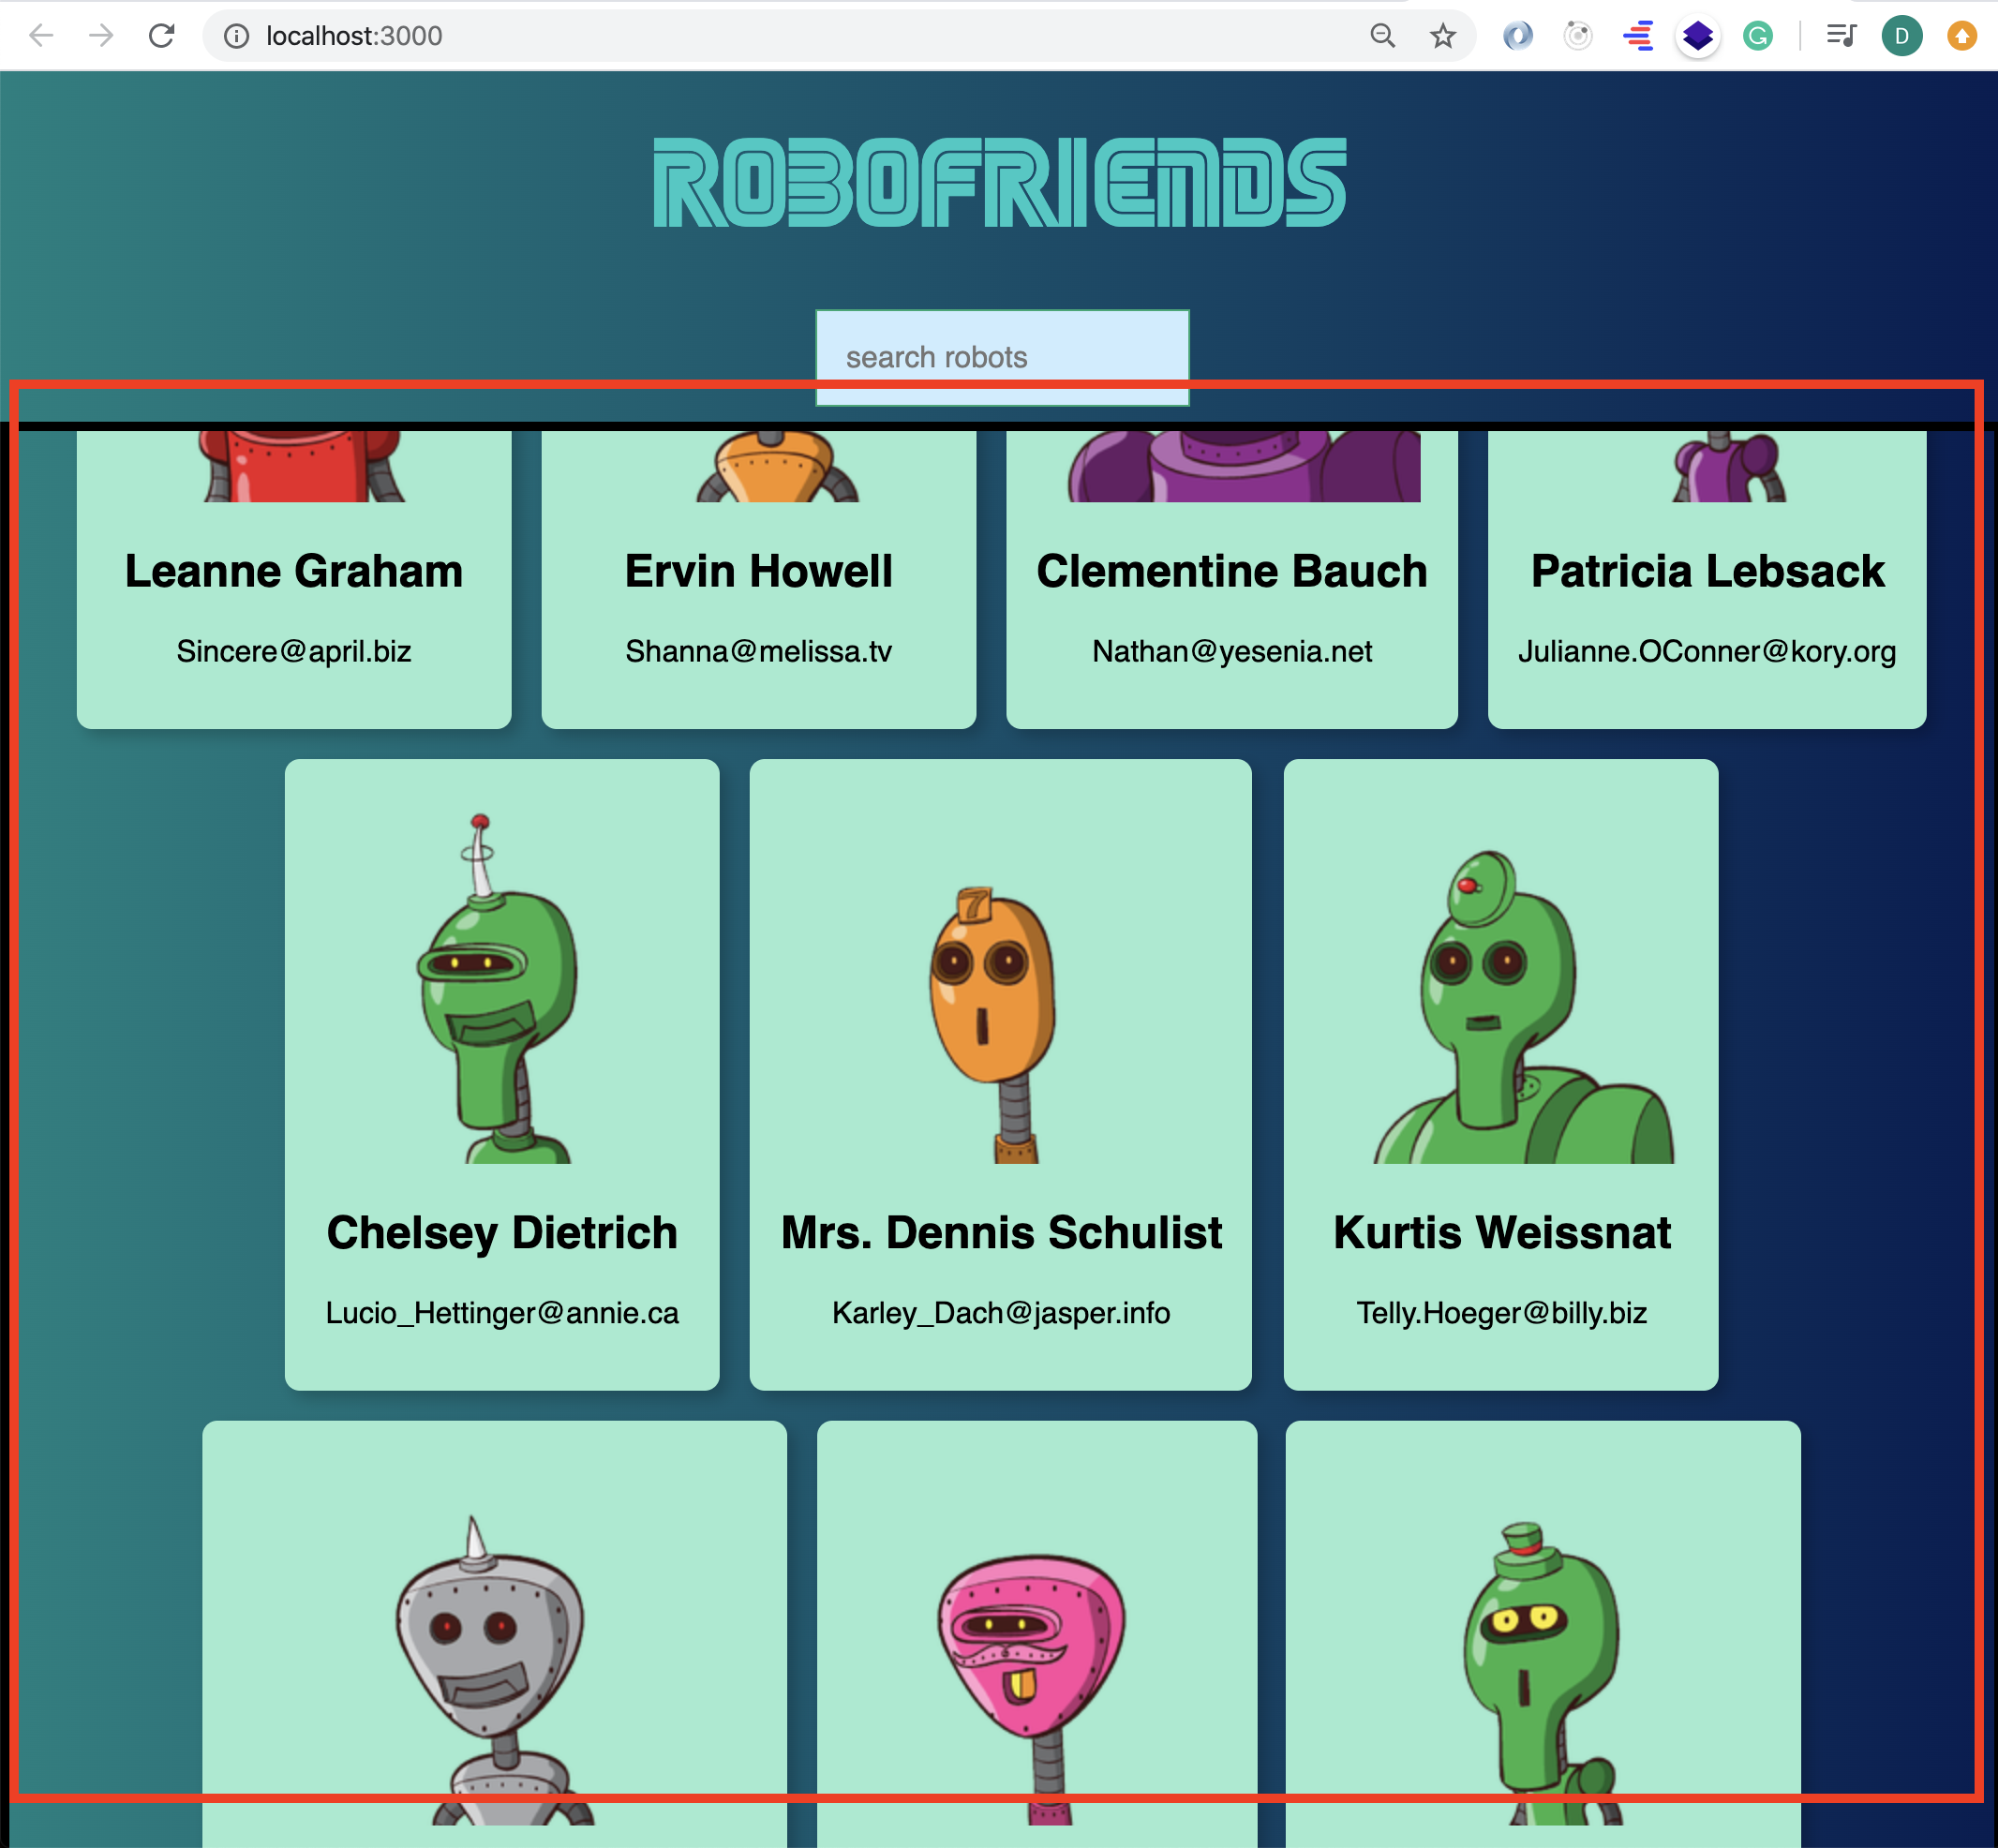 localhost:3000
D
ROBOFRIENDS
search robots
Leanne Graham
Ervin Howell
Clementine Bauch
Patricia Lebsack
Sincere@april.biz
Shanna@melissa.tv
Nathan@yesenia.net
Julianne.OConner@kory.org
7
Chelsey Dietrich
Mrs. Dennis Schulist
Kurtis Weissnat
Lucio_Hettinger@annie.ca
Karley_Dach@jasper.info
Telly.Hoeger@billy.biz